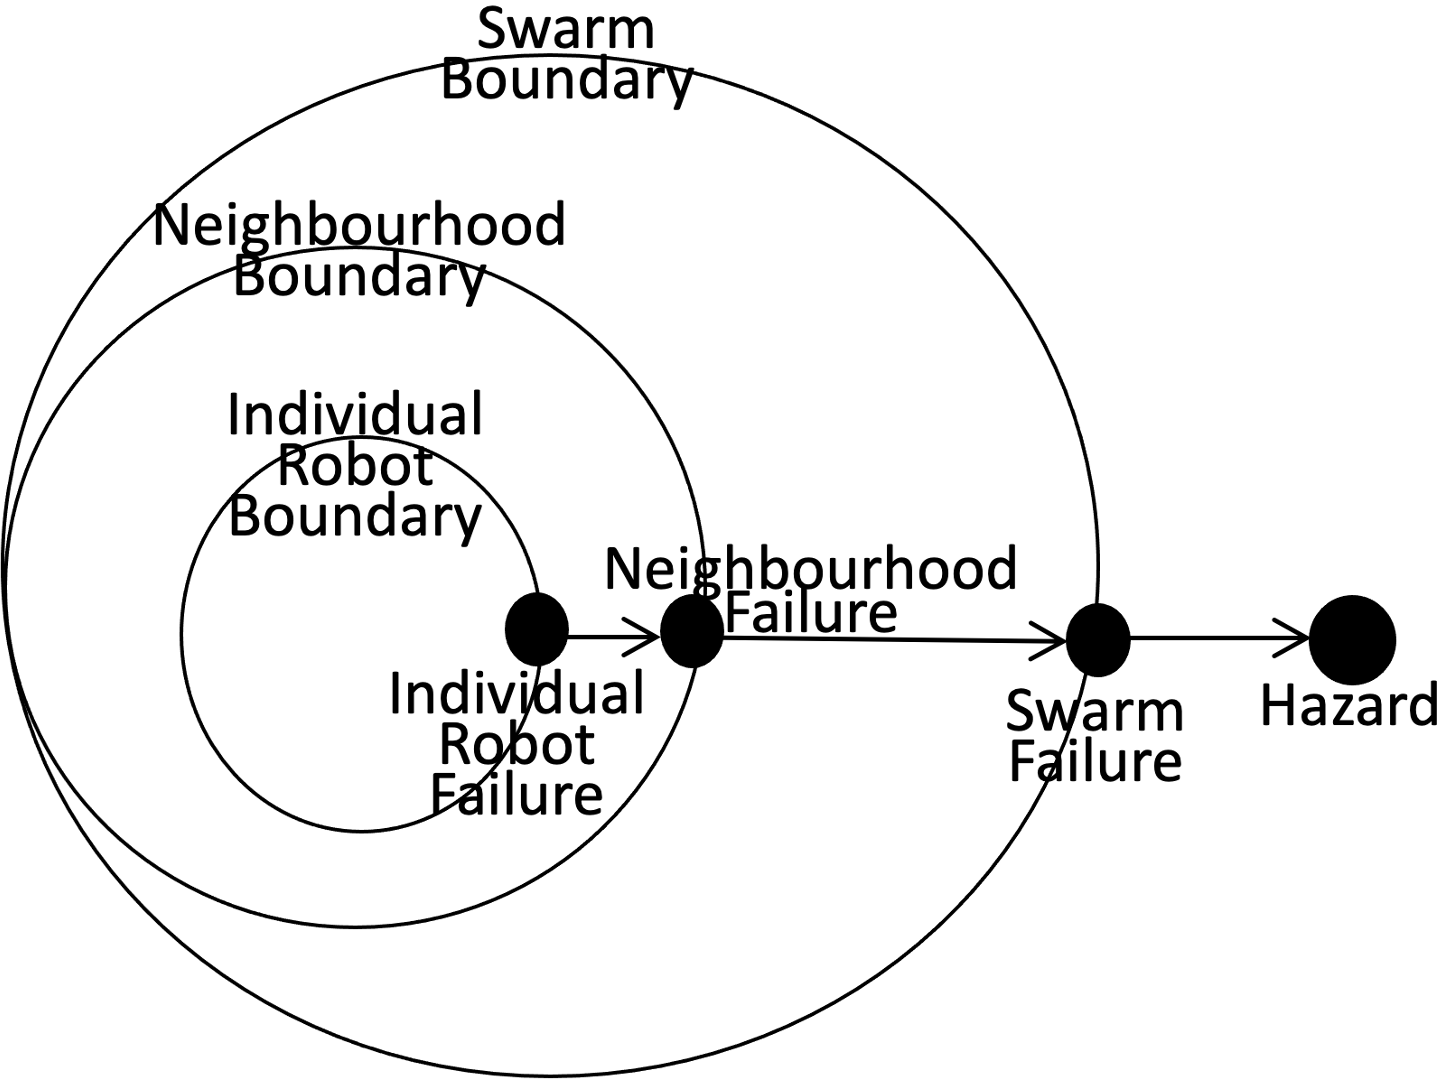 Swarm
Boundary
Neighbourhood
Boundary
Individual
Robot
Boundary
Neighbourhood
Failure
Individual
Robot
Failure
Swarm
Failure
Hazard